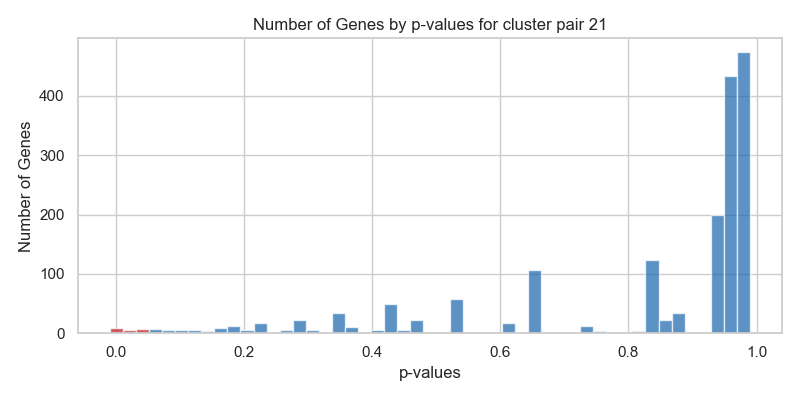 Number of Genes by p-values for cluster pair 21
Number of Genes
400
300
200
100
0
0.0 0.2 0.4 0.6 0.8 1.0
p-values